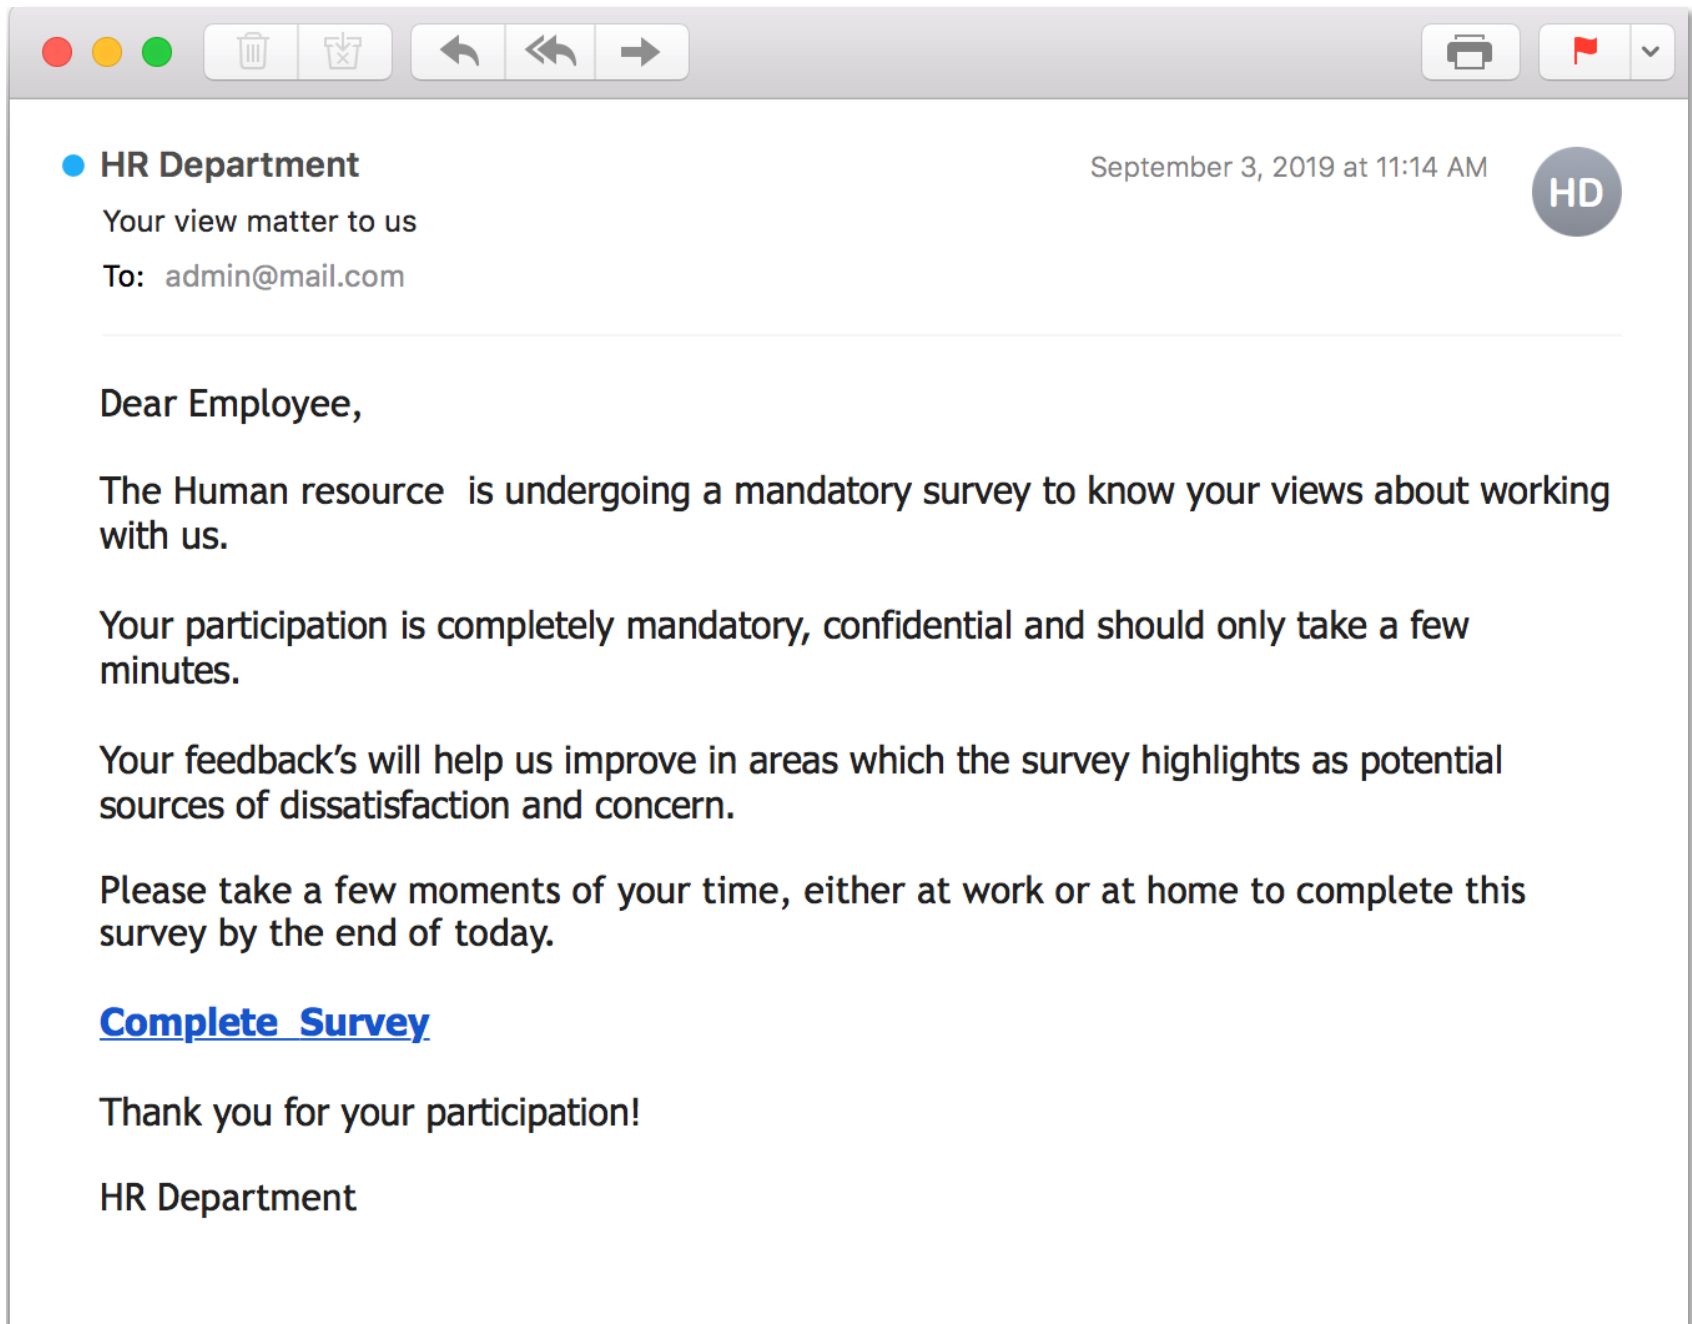 HR Department
September 3, 2019 at 11:14 AM
HD
Your view matter to us
To: admin@mail.com
Dear Employee,
The Human resource  is undergoing a mandatory survey to know your views about working
with us.
Your participation is completely mandatory, confidential and should only take a few
minutes.
Your feedback’s will help us improve in areas which the survey highlights as potential
sources of dissatisfaction and concern.
Please take a few moments of your time, either at work or at home to complete this
survey by the end of today.
Complete  Survey
Thank you for your participation!
HR Department